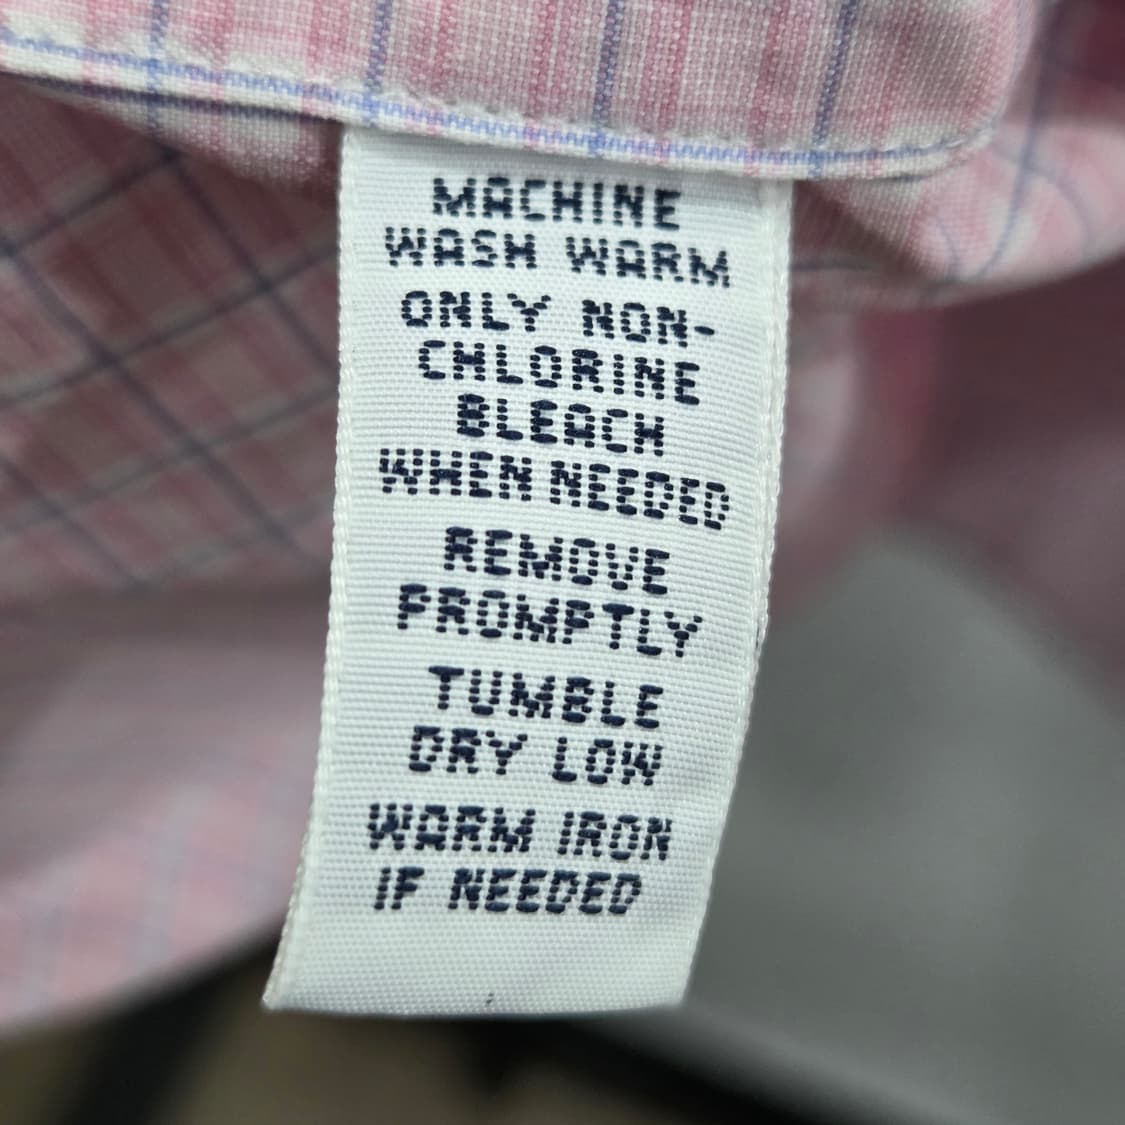 MACHINE
WASH WARM
ONLY NON-
CHLORINE
BLEACH
WHEN NEEDED
REMOVE
PROMPTLY
TUMBLE
DRY LOW
WARM IRON
IF NEEDED